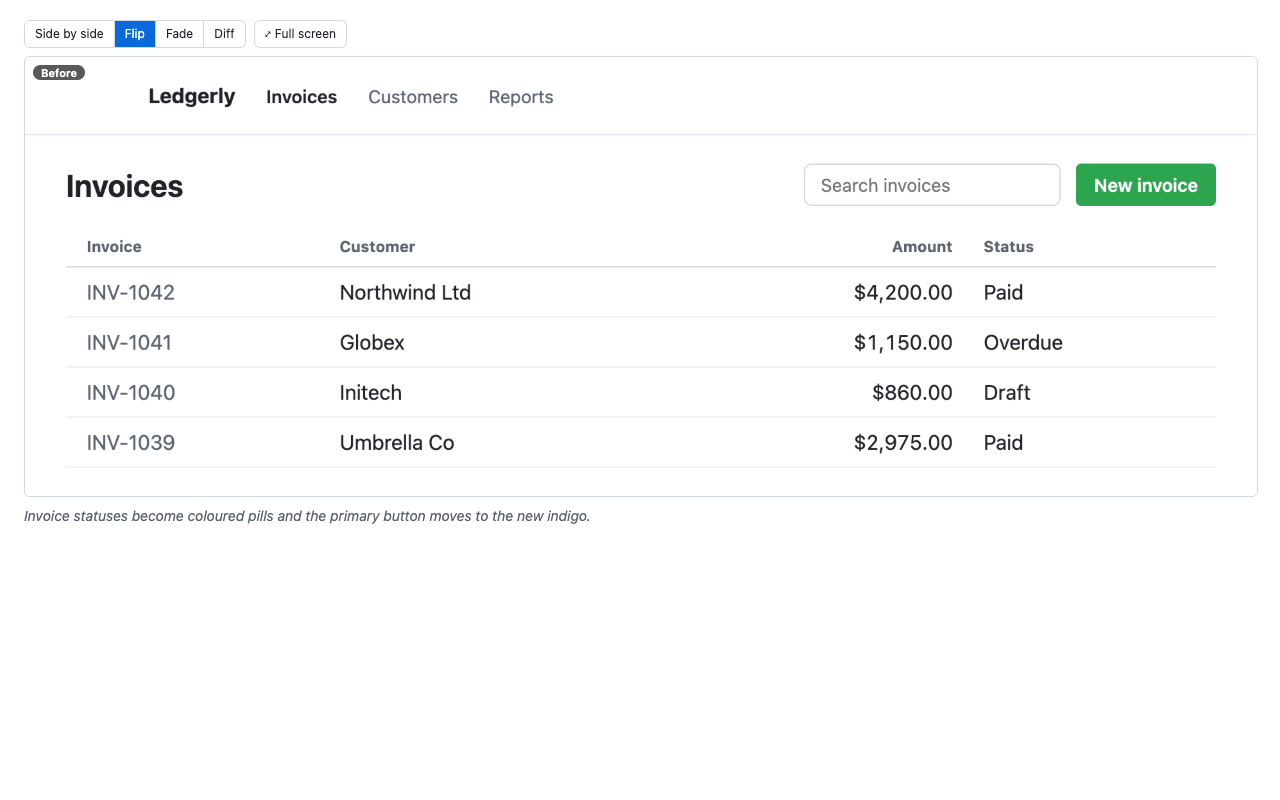 Side by side Flip Fade Diff ⤢ Full screen
Before
Ledgerly Invoices Customers Reports
Invoices Search invoices New invoice
Invoice Customer Amount Status
INV-1042 Northwind Ltd $4,200.00 Paid
INV-1041 Globex $1,150.00 Overdue
INV-1040 Initech $860.00 Draft
INV-1039 Umbrella Co $2,975.00 Paid
Invoice statuses become coloured pills and the primary button moves to the new indigo.